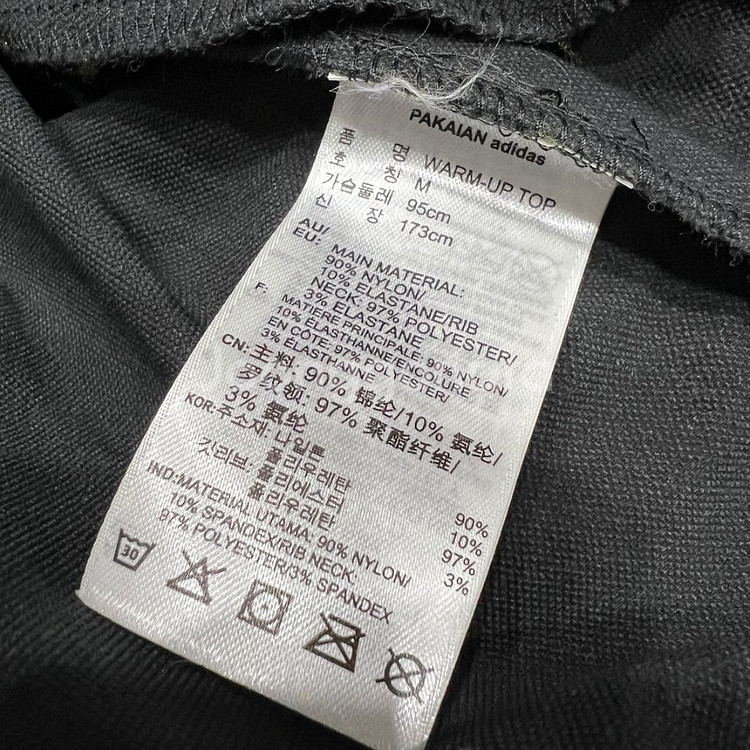 PAKAIAN adidas
품 명 WARM-UP TOP
호 칭 M
가슴둘레 95cm
신 장 173cm
AU/
EU: MAIN MATERIAL:
90% NYLON/
10% ELASTANE/RIB
NECK: 97% POLYESTER/
3% ELASTANE
F: MATIÈRE PRINCIPALE: 90% NYLON/
10% ÉLASTHANNE/ENCOLURE
EN CÔTE: 97% POLYESTER/
3% ÉLASTHANNE
CN: 主料: 90% 锦纶/10% 氨纶/
罗纹领: 97% 聚酯纤维/
3% 氨纶
KOR: 주소재: 나일론 90%
폴리우레탄 10%
깃리브: 폴리에스터 97%
폴리우레탄 3%
IND: MATERIAL UTAMA: 90% NYLON/
10% SPANDEX/RIB NECK:
97% POLYESTER/3% SPANDEX
30